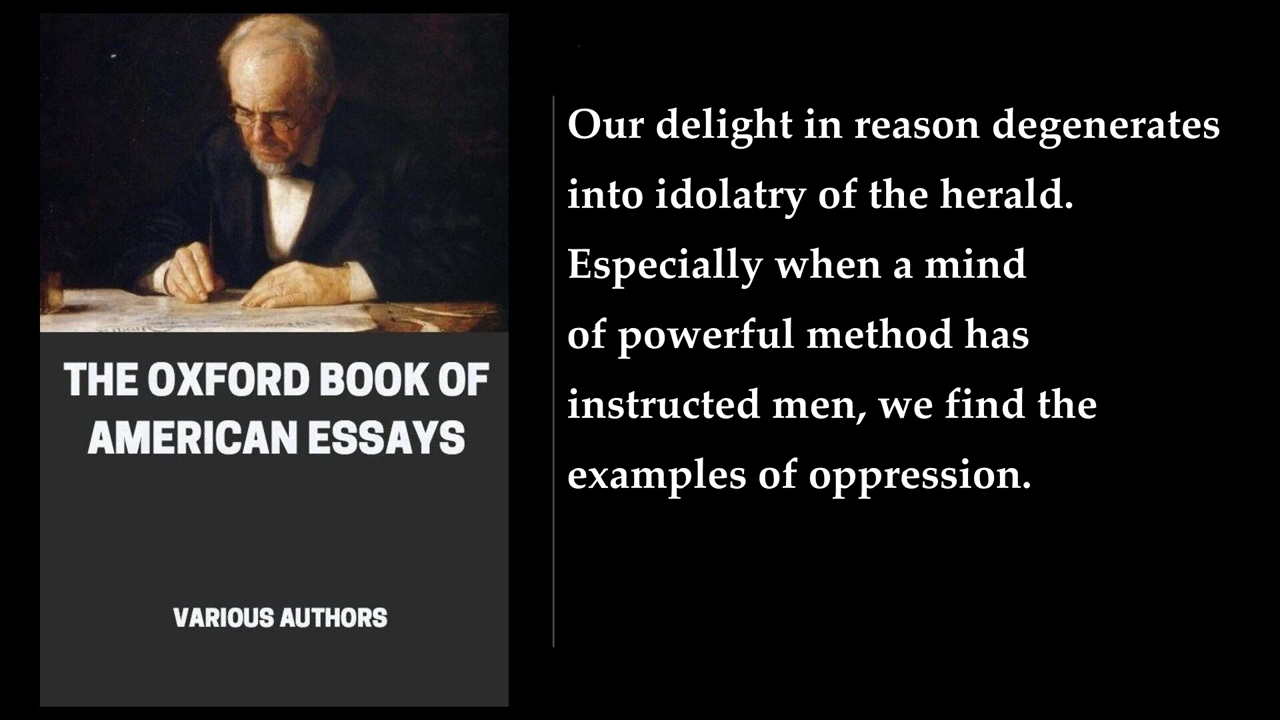 THE OXFORD BOOK OF
AMERICAN ESSAYS
VARIOUS AUTHORS
Our delight in reason degenerates
into idolatry of the herald.
Especially when a mind
of powerful method has
instructed men, we find the
examples of oppression.